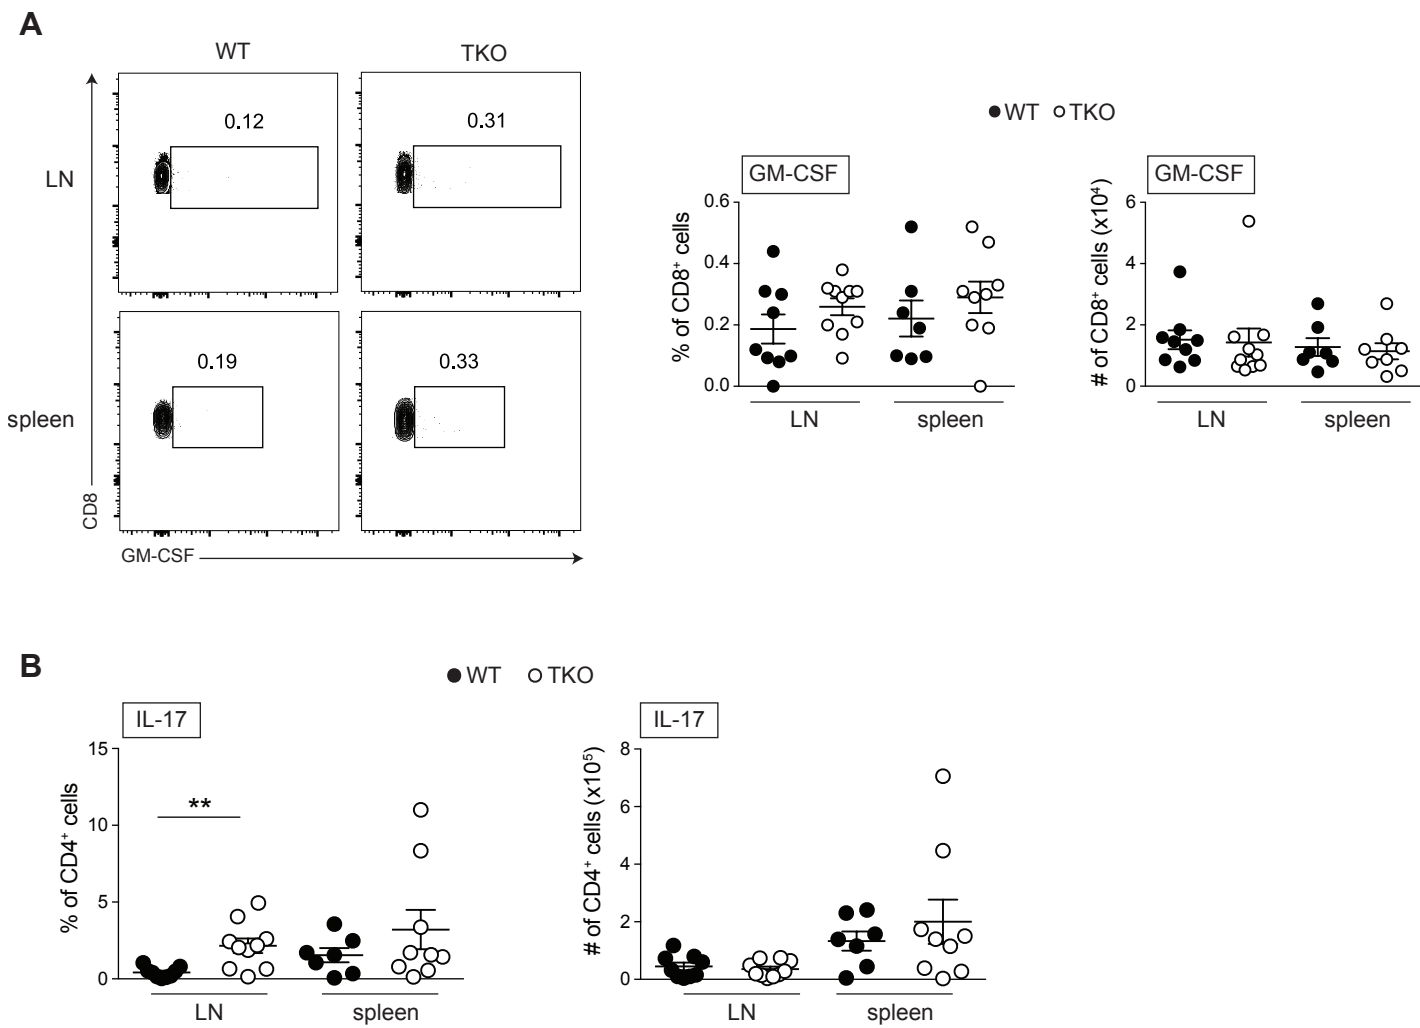 A
WT
TKO
0.12
0.31
LN
0.19
0.33
spleen
CD8
GM-CSF
WT TKO
GM-CSF
0.6
0.4
0.2
0.0
% of CD8⁺ cells
LN
spleen
GM-CSF
6
4
2
0
# of CD8⁺ cells (x10⁴)
LN
spleen
B
WT TKO
IL-17
15
10
5
0
% of CD4⁺ cells
**
LN
spleen
IL-17
8
6
4
2
0
# of CD4⁺ cells (x10⁵)
LN
spleen